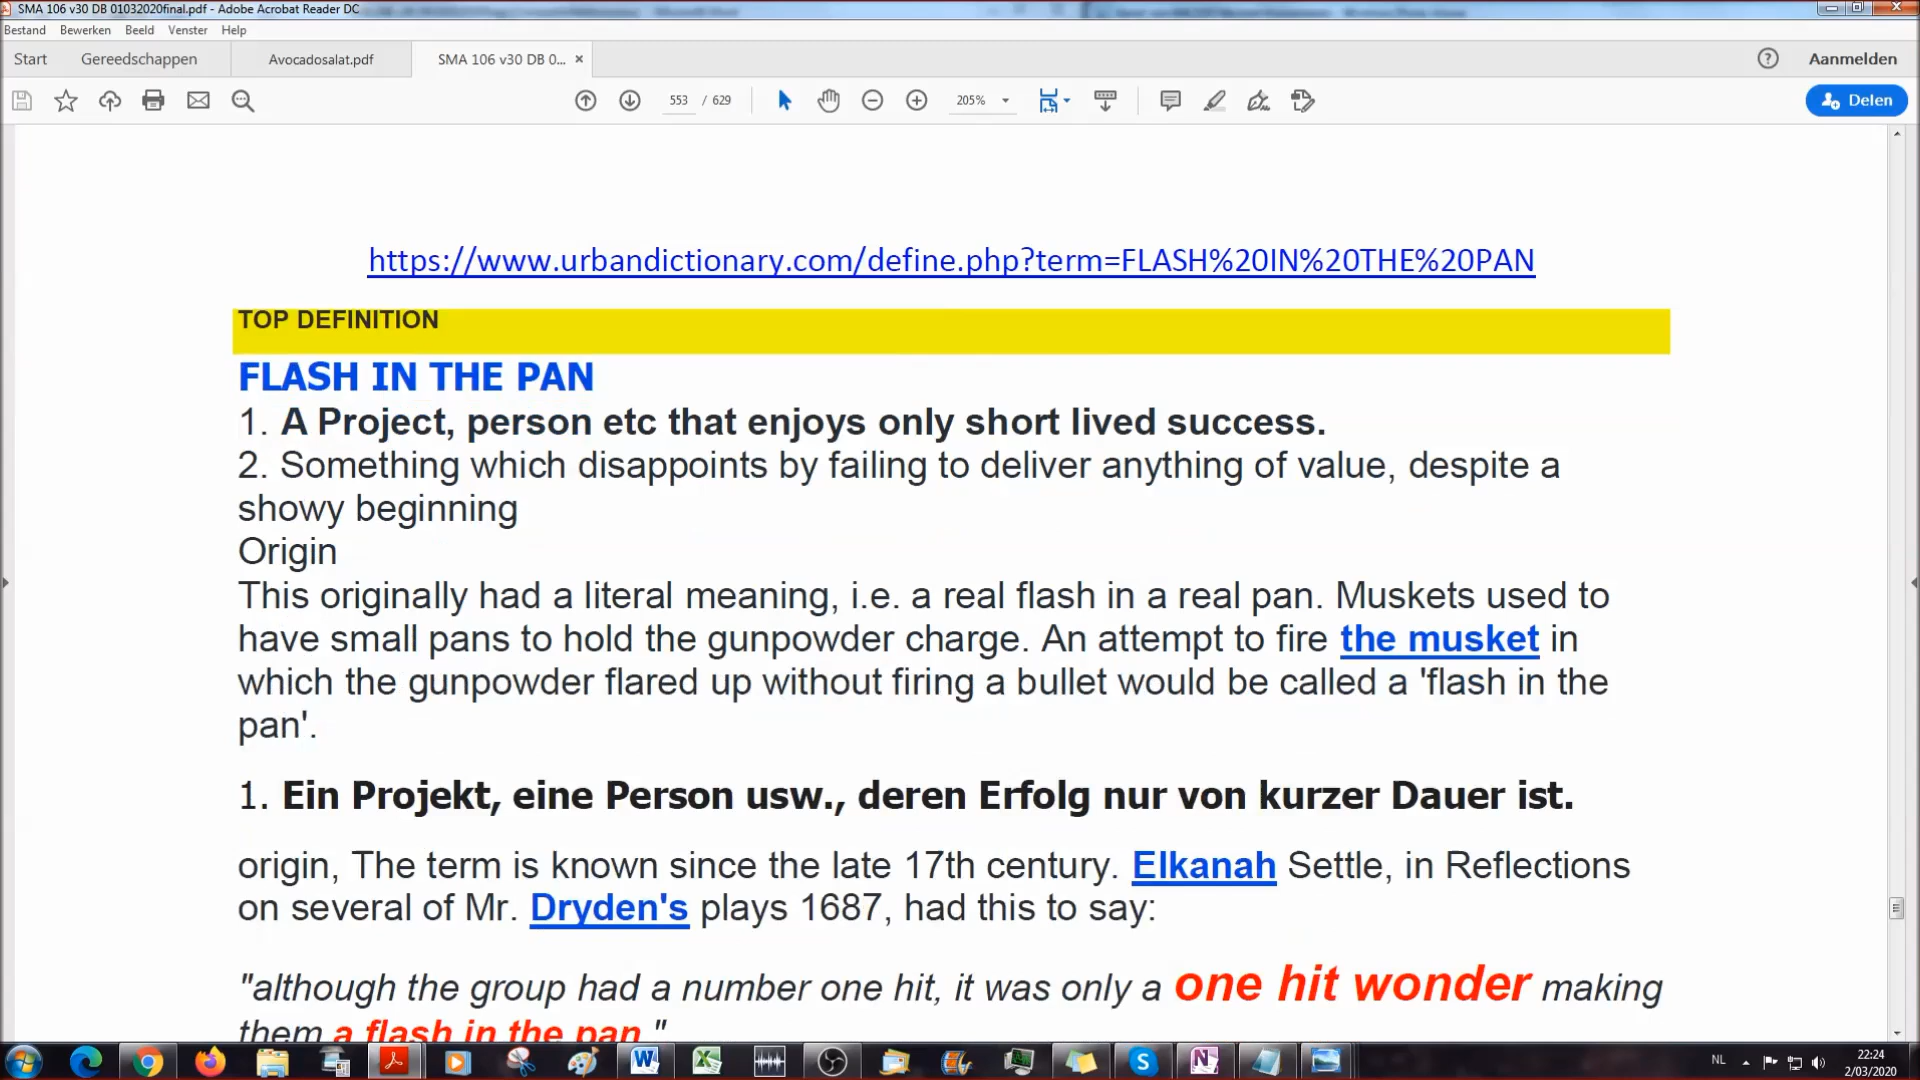 SMA 106 v30 DB 01032020final.pdf - Adobe Acrobat Reader DC
Bestand Bewerken Beeld Venster Help
Start Gereedschappen Avocadosalat.pdf SMA 106 v30 DB 0... × Aanmelden
553 / 629 205% Delen
https://www.urbandictionary.com/define.php?term=FLASH%20IN%20THE%20PAN
TOP DEFINITION
FLASH IN THE PAN
1. A Project, person etc that enjoys only short lived success.
2. Something which disappoints by failing to deliver anything of value, despite a
showy beginning
Origin
This originally had a literal meaning, i.e. a real flash in a real pan. Muskets used to
have small pans to hold the gunpowder charge. An attempt to fire the musket in
which the gunpowder flared up without firing a bullet would be called a 'flash in the
pan'.
1. Ein Projekt, eine Person usw., deren Erfolg nur von kurzer Dauer ist.
origin, The term is known since the late 17th century. Elkanah Settle, in Reflections
on several of Mr. Dryden's plays 1687, had this to say:
"although the group had a number one hit, it was only a one hit wonder making
them a flash in the pan."
NL 22:24
2/03/2020